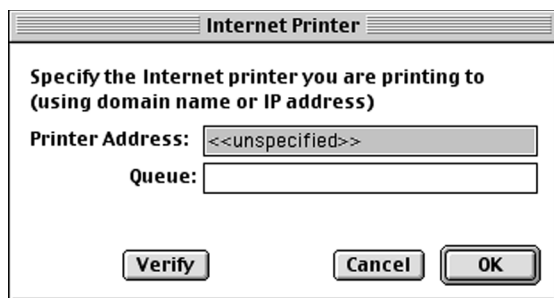 Internet Printer
Specify the Internet printer you are printing to
(using domain name or IP address)
Printer Address: <<unspecified>>
Queue:
Verify Cancel OK